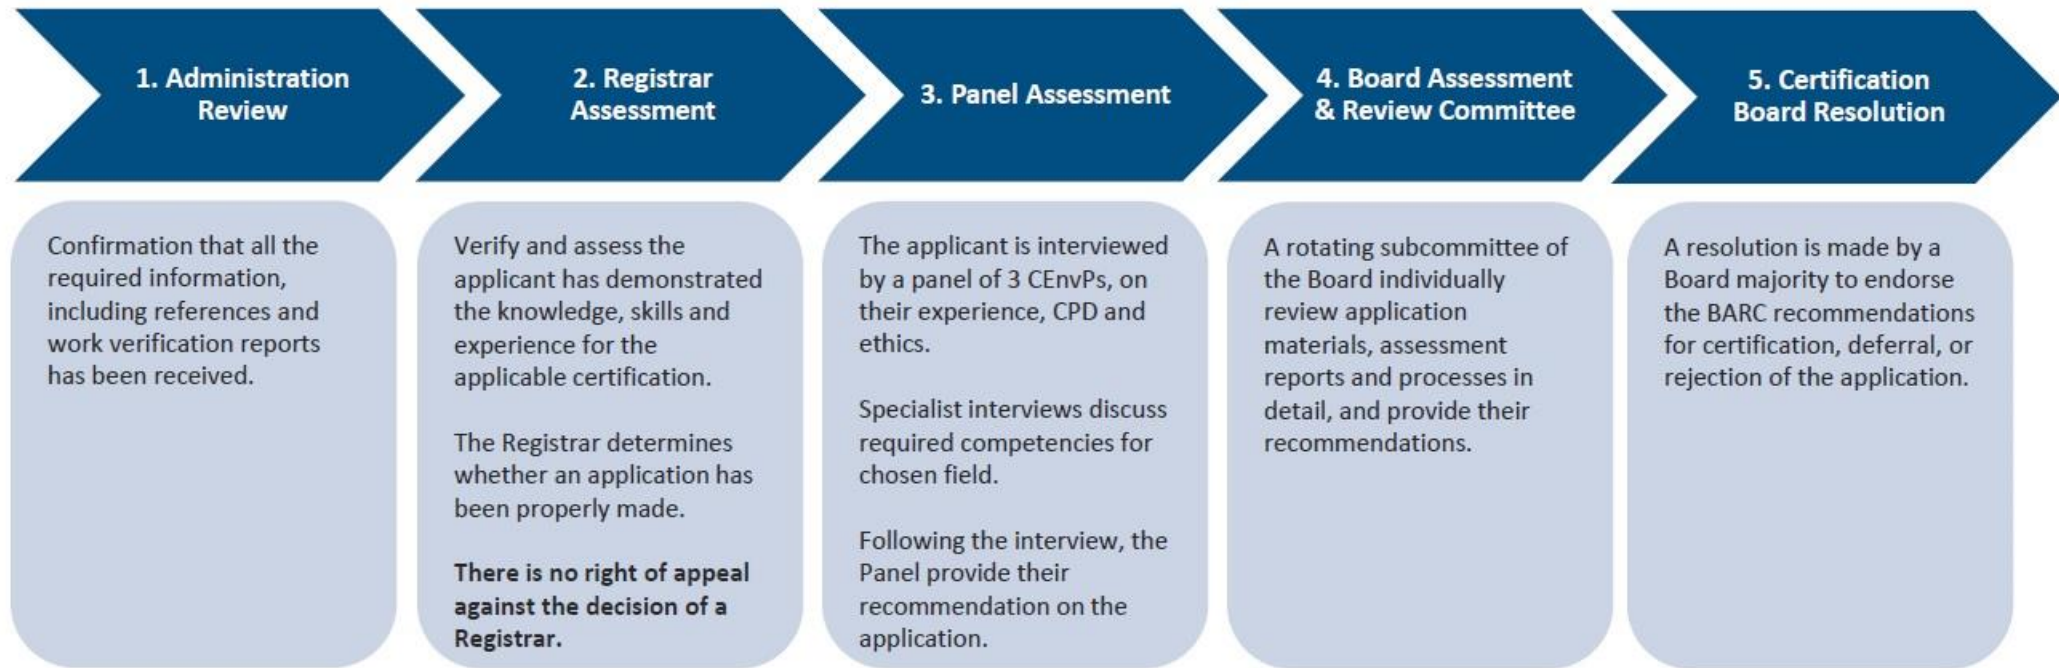 1. Administration
Review
2. Registrar
Assessment
3. Panel Assessment
4. Board Assessment
& Review Committee
5. Certification
Board Resolution
Confirmation that all the
required information,
including references and
work verification reports
has been received.
Verify and assess the
applicant has demonstrated
the knowledge, skills and
experience for the
applicable certification.
The Registrar determines
whether an application has
been properly made.
There is no right of appeal
against the decision of a
Registrar.
The applicant is interviewed
by a panel of 3 CEnvPs, on
their experience, CPD and
ethics.
Specialist interviews discuss
required competencies for
chosen field.
Following the interview, the
Panel provide their
recommendation on the
application.
A rotating subcommittee of
the Board individually
review application
materials, assessment
reports and processes in
detail, and provide their
recommendations.
A resolution is made by a
Board majority to endorse
the BARC recommendations
for certification, deferral, or
rejection of the application.